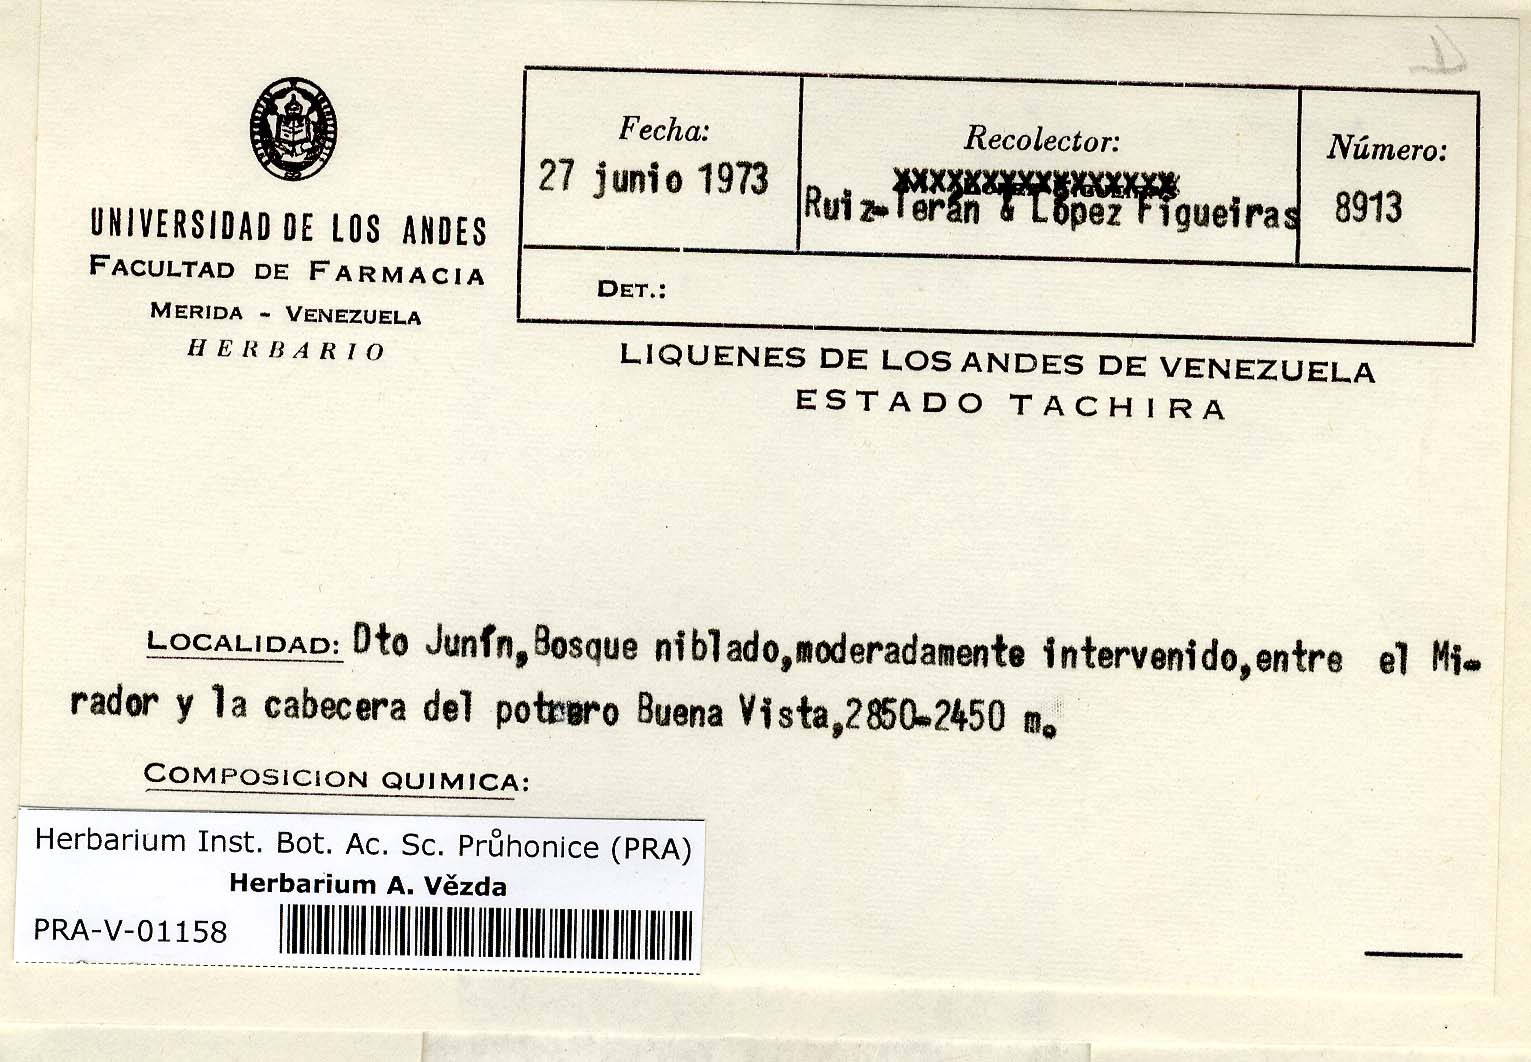 UNIVERSIDAD DE LOS ANDES
FACULTAD DE FARMACIA
MERIDA - VENEZUELA
HERBARIO
Fecha:
27 junio 1973
Recolector:
xxxxxxxxxxxxxxxxx
Ruiz-Terán & López Figueiras
Número:
8913
DET.:
LIQUENES DE LOS ANDES DE VENEZUELA
ESTADO TACHIRA
LOCALIDAD: Dto Junín,Bosque niblado,moderadamente intervenido,entre el Mi-
rador y la cabecera del potrero Buena Vista,2850-2450 m.
COMPOSICION QUIMICA:
Herbarium Inst. Bot. Ac. Sc. Průhonice (PRA)
Herbarium A. Vězda
PRA-V-01158